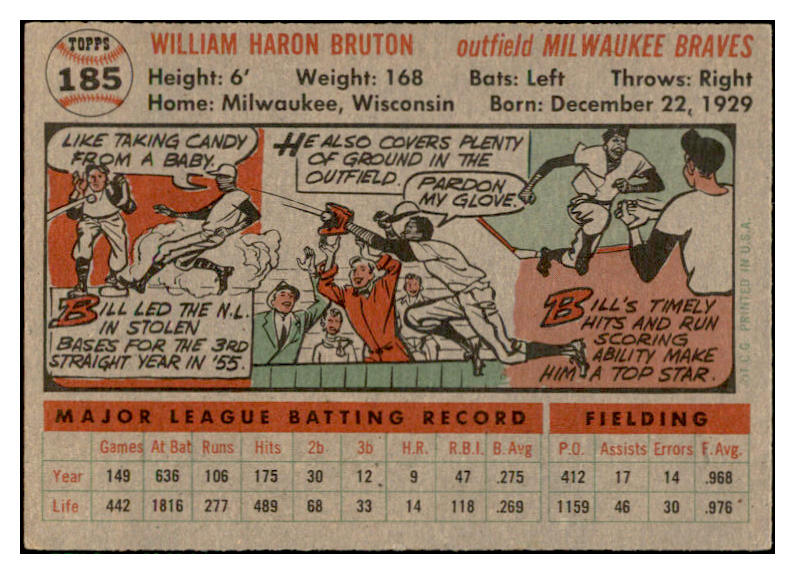 TOPPS
185
WILLIAM HARON BRUTON outfield MILWAUKEE BRAVES
Height: 6' Weight: 168 Bats: Left Throws: Right
Home: Milwaukee, Wisconsin Born: December 22, 1929
LIKE TAKING CANDY
FROM A BABY.
BILL LED THE N.L.
IN STOLEN
BASES FOR THE 3RD
STRAIGHT YEAR IN '55.
HE ALSO COVERS PLENTY
OF GROUND IN THE
OUTFIELD.
PARDON
MY GLOVE.
BILL'S TIMELY
HITS AND RUN
SCORING
ABILITY MAKE
HIM A TOP STAR.
T.C.G. PRINTED IN U.S.A.
MAJOR LEAGUE BATTING RECORD FIELDING
Games At Bat Runs Hits 2b 3b H.R. R.B.I. B. Avg P.O. Assists Errors F. Avg.
Year 149 636 106 175 30 12 9 47 .275 412 17 14 .968
Life 442 1816 277 489 68 33 14 118 .269 1159 46 30 .976